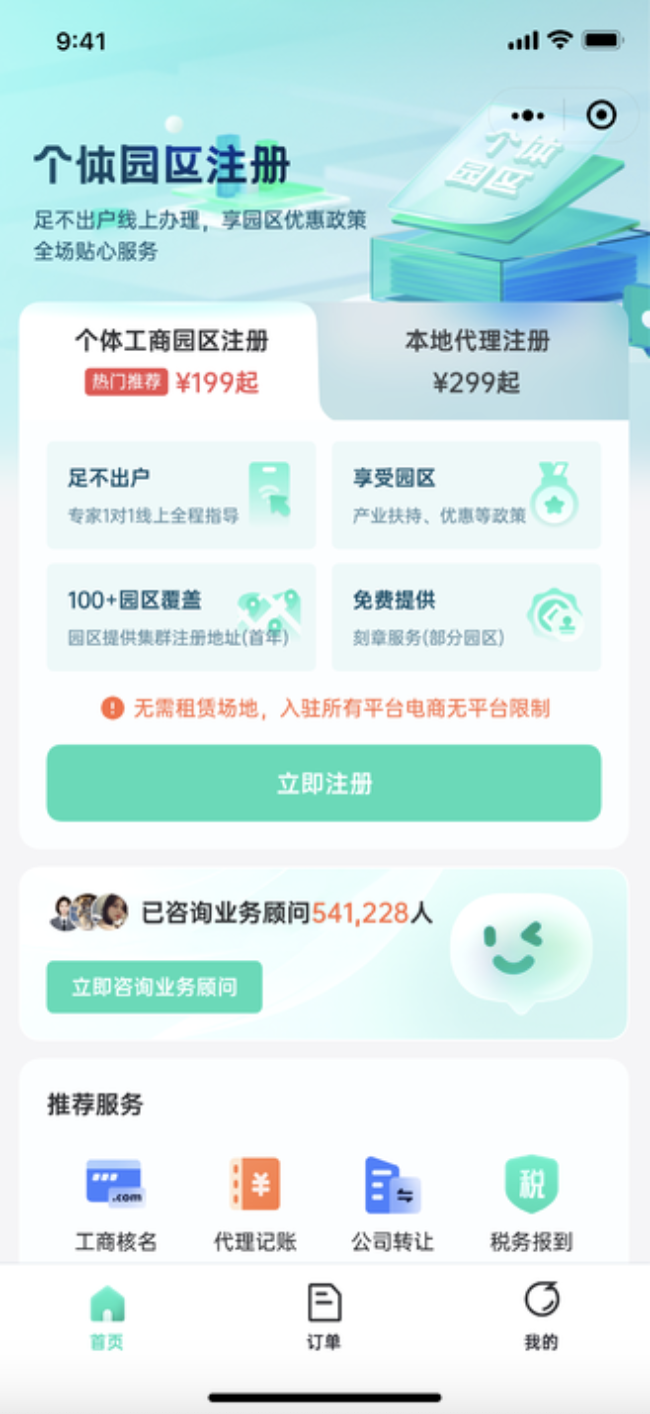 9:41
个体园区注册
足不出户线上办理，享园区优惠政策
全场贴心服务
个体
园区
个体工商园区注册
热门推荐 ¥199起
本地代理注册
¥299起
足不出户
专家1对1线上全程指导
享受园区
产业扶持、优惠等政策
100+园区覆盖
园区提供集群注册地址(首年)
免费提供
刻章服务(部分园区)
无需租赁场地，入驻所有平台电商无平台限制
立即注册
已咨询业务顾问541,228人
立即咨询业务顾问
推荐服务
.com
¥
税
工商核名
代理记账
公司转让
税务报到
首页
订单
我的